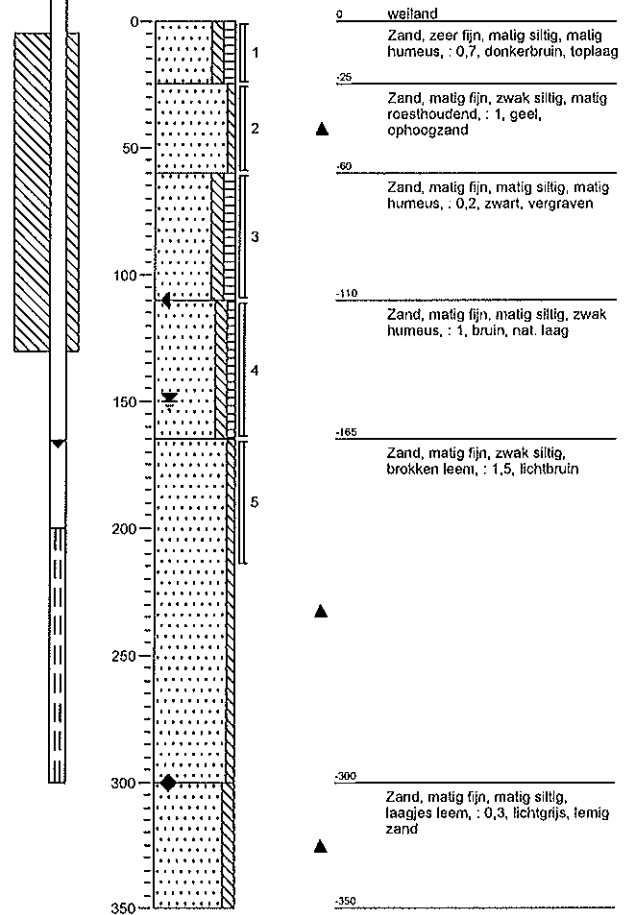 0 weiland
Zand, zeer fijn, matig siltig, matig
humeus, : 0,7, donkerbruin, toplaag
-25
Zand, matig fijn, zwak siltig, matig
roesthoudend, : 1, geel,
ophoogzand
-60
Zand, matig fijn, matig siltig, matig
humeus, : 0,2, zwart, vergraven
-110
Zand, matig fijn, matig siltig, zwak
humeus, : 1, bruin, nat. laag
-165
Zand, matig fijn, zwak siltig,
brokken leem, : 1,5, lichtbruin
-300
Zand, matig fijn, matig siltig,
laagjes leem, : 0,3, lichtgrijs, lemig
zand
-350
0
50
100
150
200
250
300
350
1
2
3
4
5